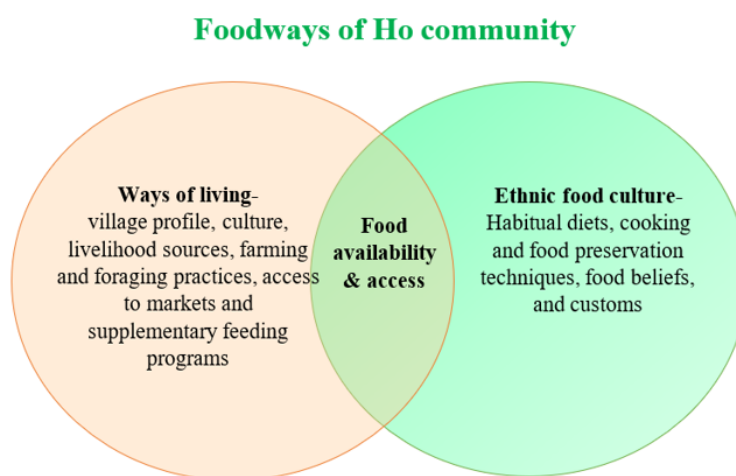 Foodways of Ho community
Ways of living-
village profile, culture,
livelihood sources, farming
and foraging practices, access
to markets and
supplementary feeding
programs
Food
availability
& access
Ethnic food culture-
Habitual diets, cooking
and food preservation
techniques, food beliefs,
and customs